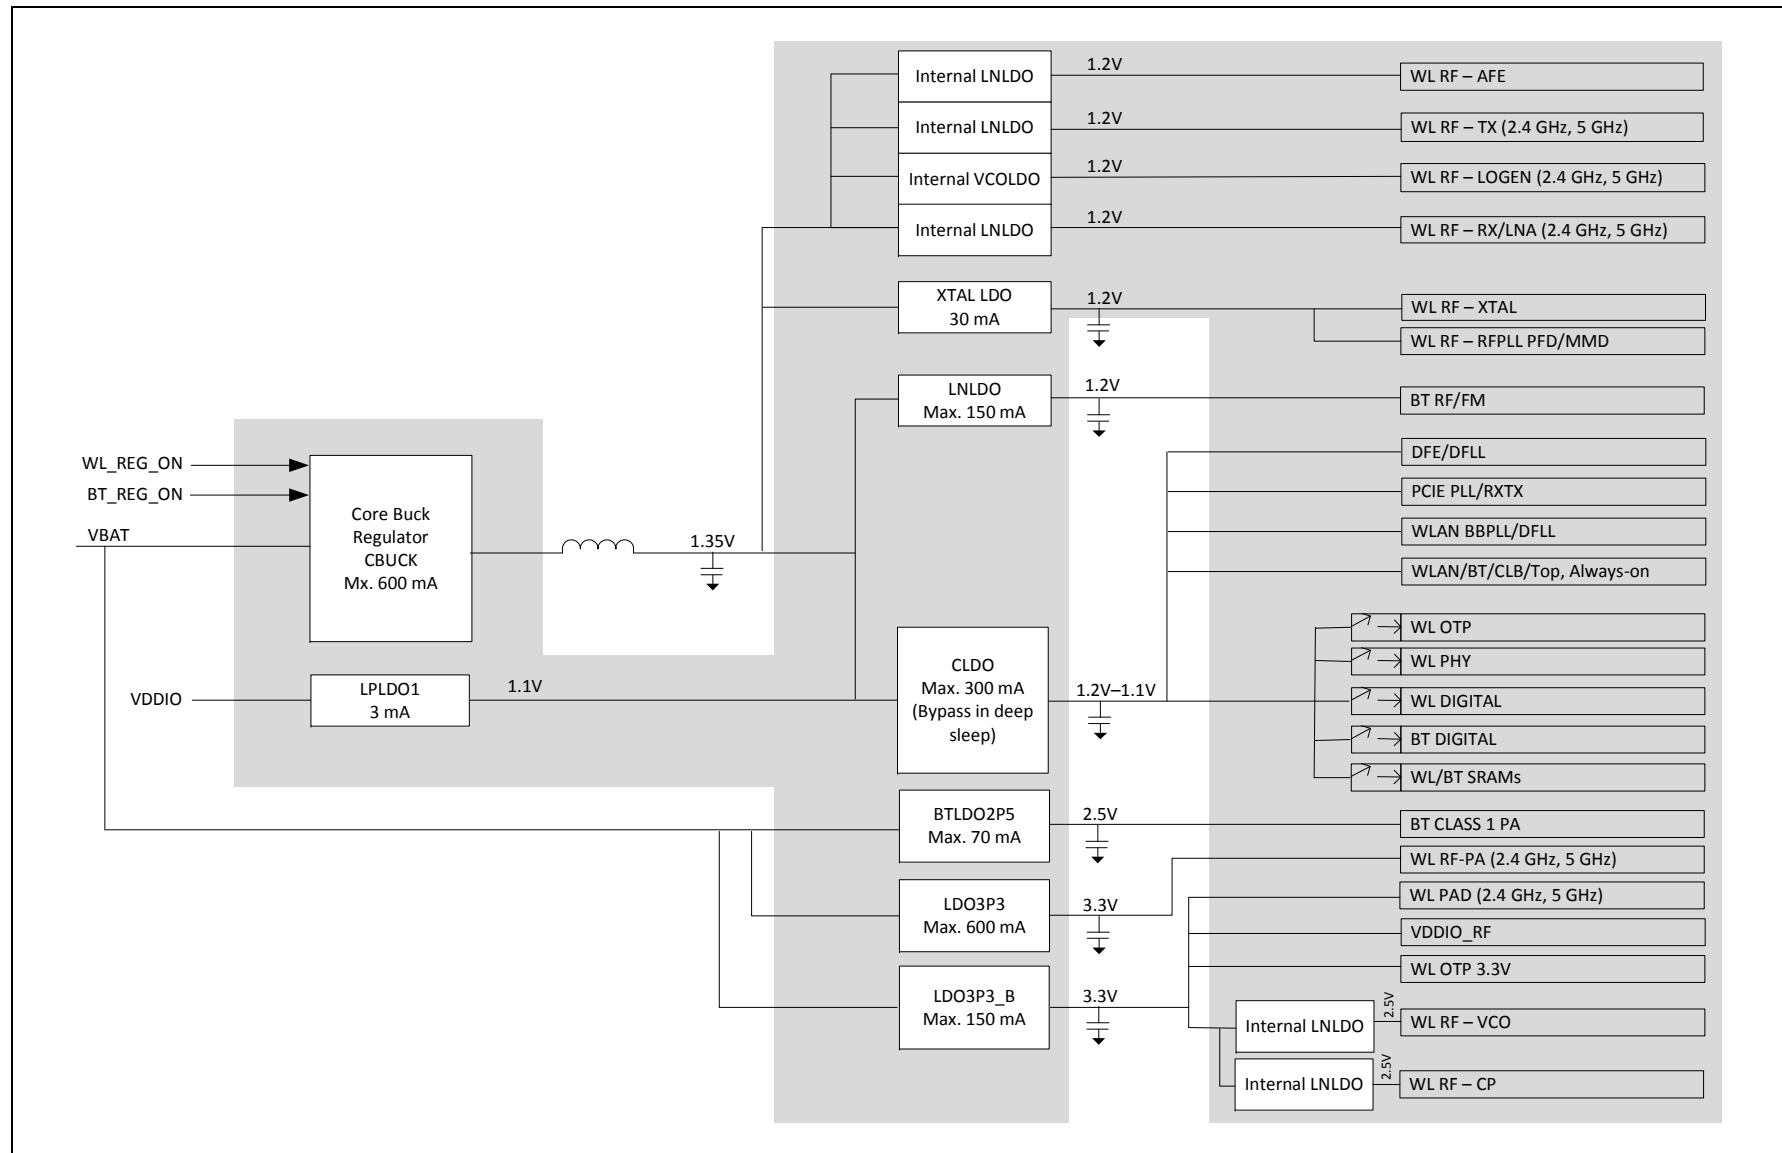 Internal LNLDO
1.2V
WL RF – AFE
Internal LNLDO
1.2V
WL RF – TX (2.4 GHz, 5 GHz)
Internal VCOLDO
1.2V
WL RF – LOGEN (2.4 GHz, 5 GHz)
Internal LNLDO
1.2V
WL RF – RX/LNA (2.4 GHz, 5 GHz)
XTAL LDO
30 mA
1.2V
WL RF – XTAL
WL RF – RFPLL PFD/MMD
LNLDO
Max. 150 mA
1.2V
BT RF/FM
WL_REG_ON
BT_REG_ON
VBAT
Core Buck
Regulator
CBUCK
Mx. 600 mA
1.35V
DFE/DFLL
PCIE PLL/RXTX
WLAN BBPLL/DFLL
WLAN/BT/CLB/Top, Always-on
VDDIO
LPLDO1
3 mA
1.1V
CLDO
Max. 300 mA
(Bypass in deep
sleep)
1.2V–1.1V
WL OTP
WL PHY
WL DIGITAL
BT DIGITAL
WL/BT SRAMs
BTLDO2P5
Max. 70 mA
2.5V
BT CLASS 1 PA
LDO3P3
Max. 600 mA
3.3V
WL RF-PA (2.4 GHz, 5 GHz)
WL PAD (2.4 GHz, 5 GHz)
VDDIO_RF
WL OTP 3.3V
LDO3P3_B
Max. 150 mA
3.3V
Internal LNLDO
2.5V
WL RF – VCO
Internal LNLDO
2.5V
WL RF – CP